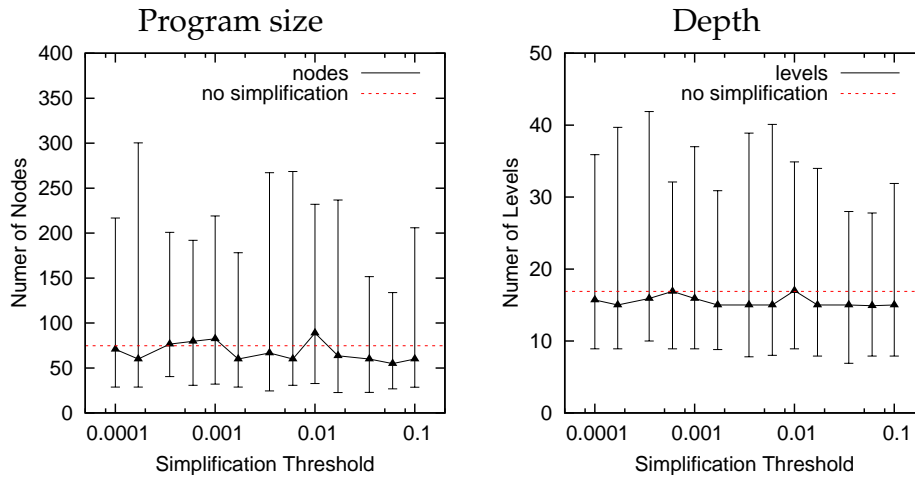 Program size
400
350
300
250
200
150
100
50
0
Numer of Nodes
nodes
no simplification
0.0001
0.001
0.01
0.1
Simplification Threshold
Depth
50
40
30
20
10
0
Numer of Levels
levels
no simplification
0.0001
0.001
0.01
0.1
Simplification Threshold